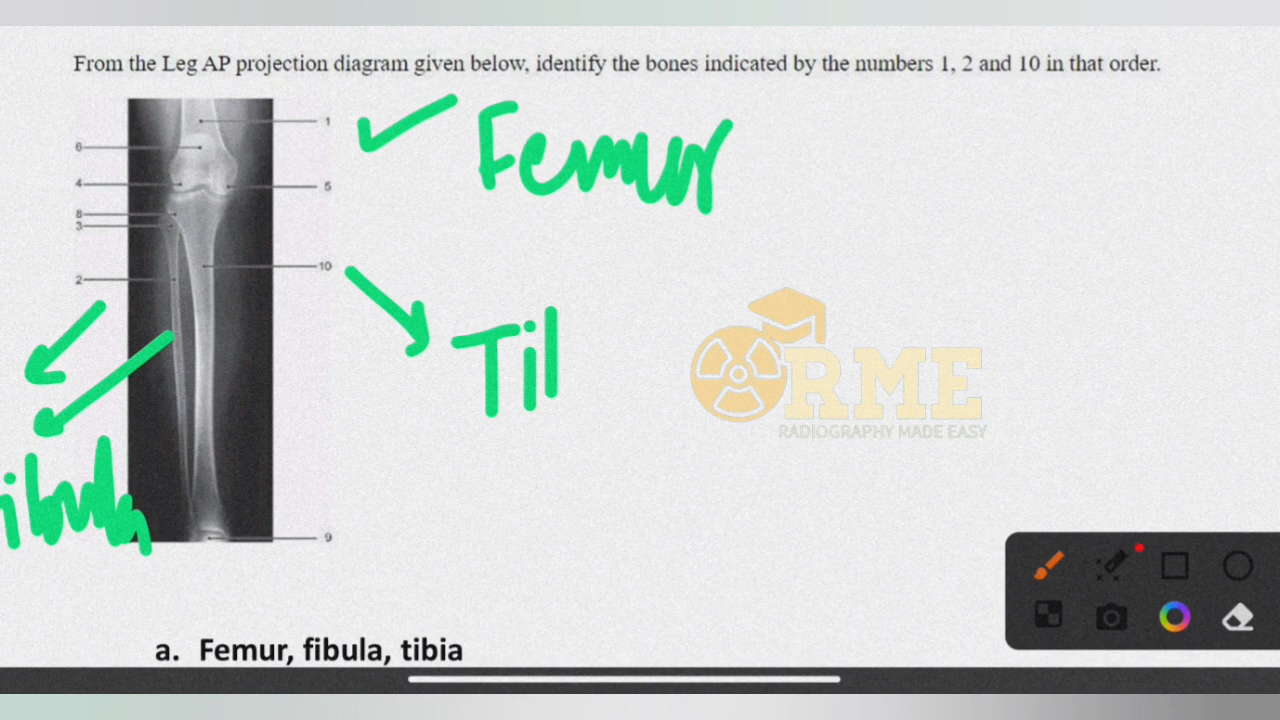 From the Leg AP projection diagram given below, identify the bones indicated by the numbers 1, 2 and 10 in that order.
1
Femur
6
4
5
8
3
10
2
Til
RME
RADIOGRAPHY MADE EASY
ibula
9
a. Femur, fibula, tibia